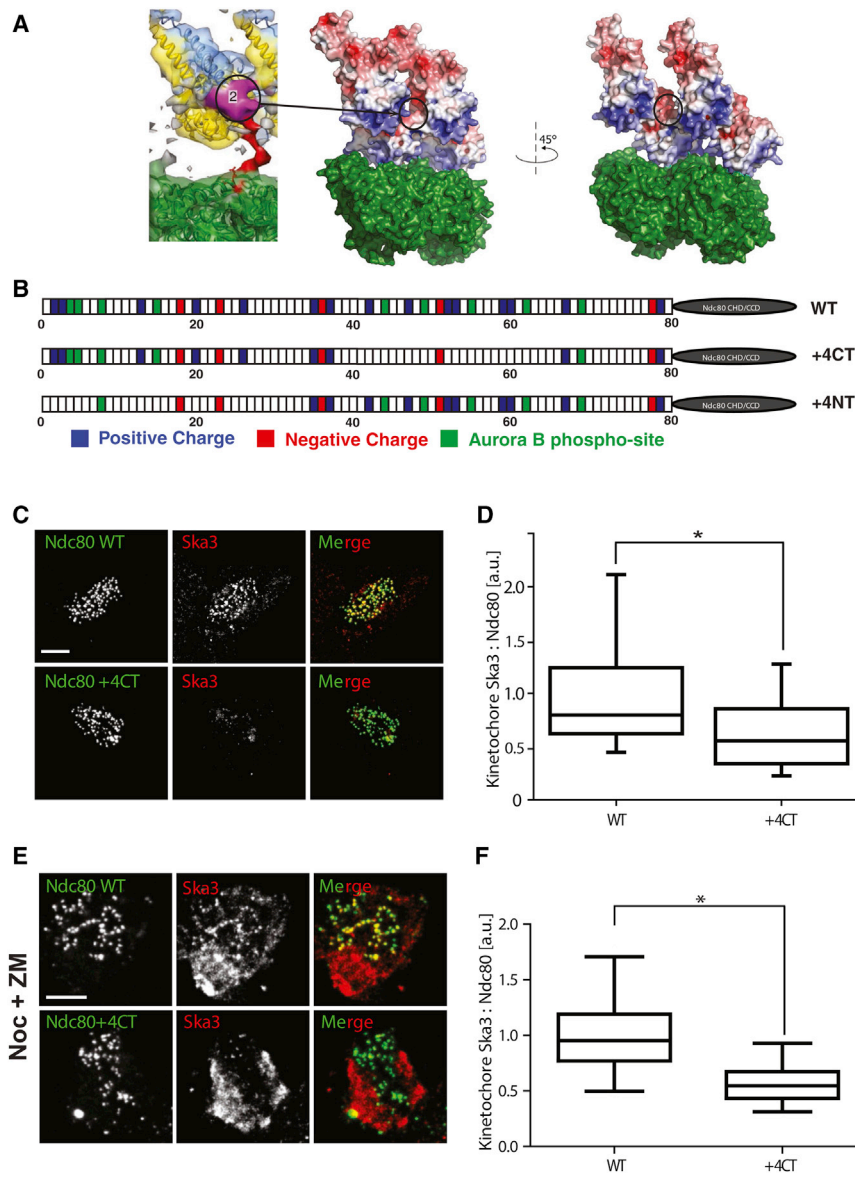 A
2
45°
B
0 20 40 60 80
Ndc80 CHD/CCD
WT
0 20 40 60 80
Ndc80 CHD/CCD
+4CT
0 20 40 60 80
Ndc80 CHD/CCD
+4NT
Positive Charge Negative Charge Aurora B phospho-site
C
Ndc80 WT Ska3 Merge
Ndc80 +4CT Ska3 Merge
D
Kinetochore Ska3 : Ndc80 [a.u.]
2.0
1.5
1.0
0.5
0
*
WT +4CT
E
Noc + ZM
Ndc80 WT Ska3 Merge
Ndc80+4CT Ska3 Merge
F
Kinetochore Ska3 : Ndc80 [a.u.]
2.0
1.5
1.0
0.5
0.0
*
WT +4CT